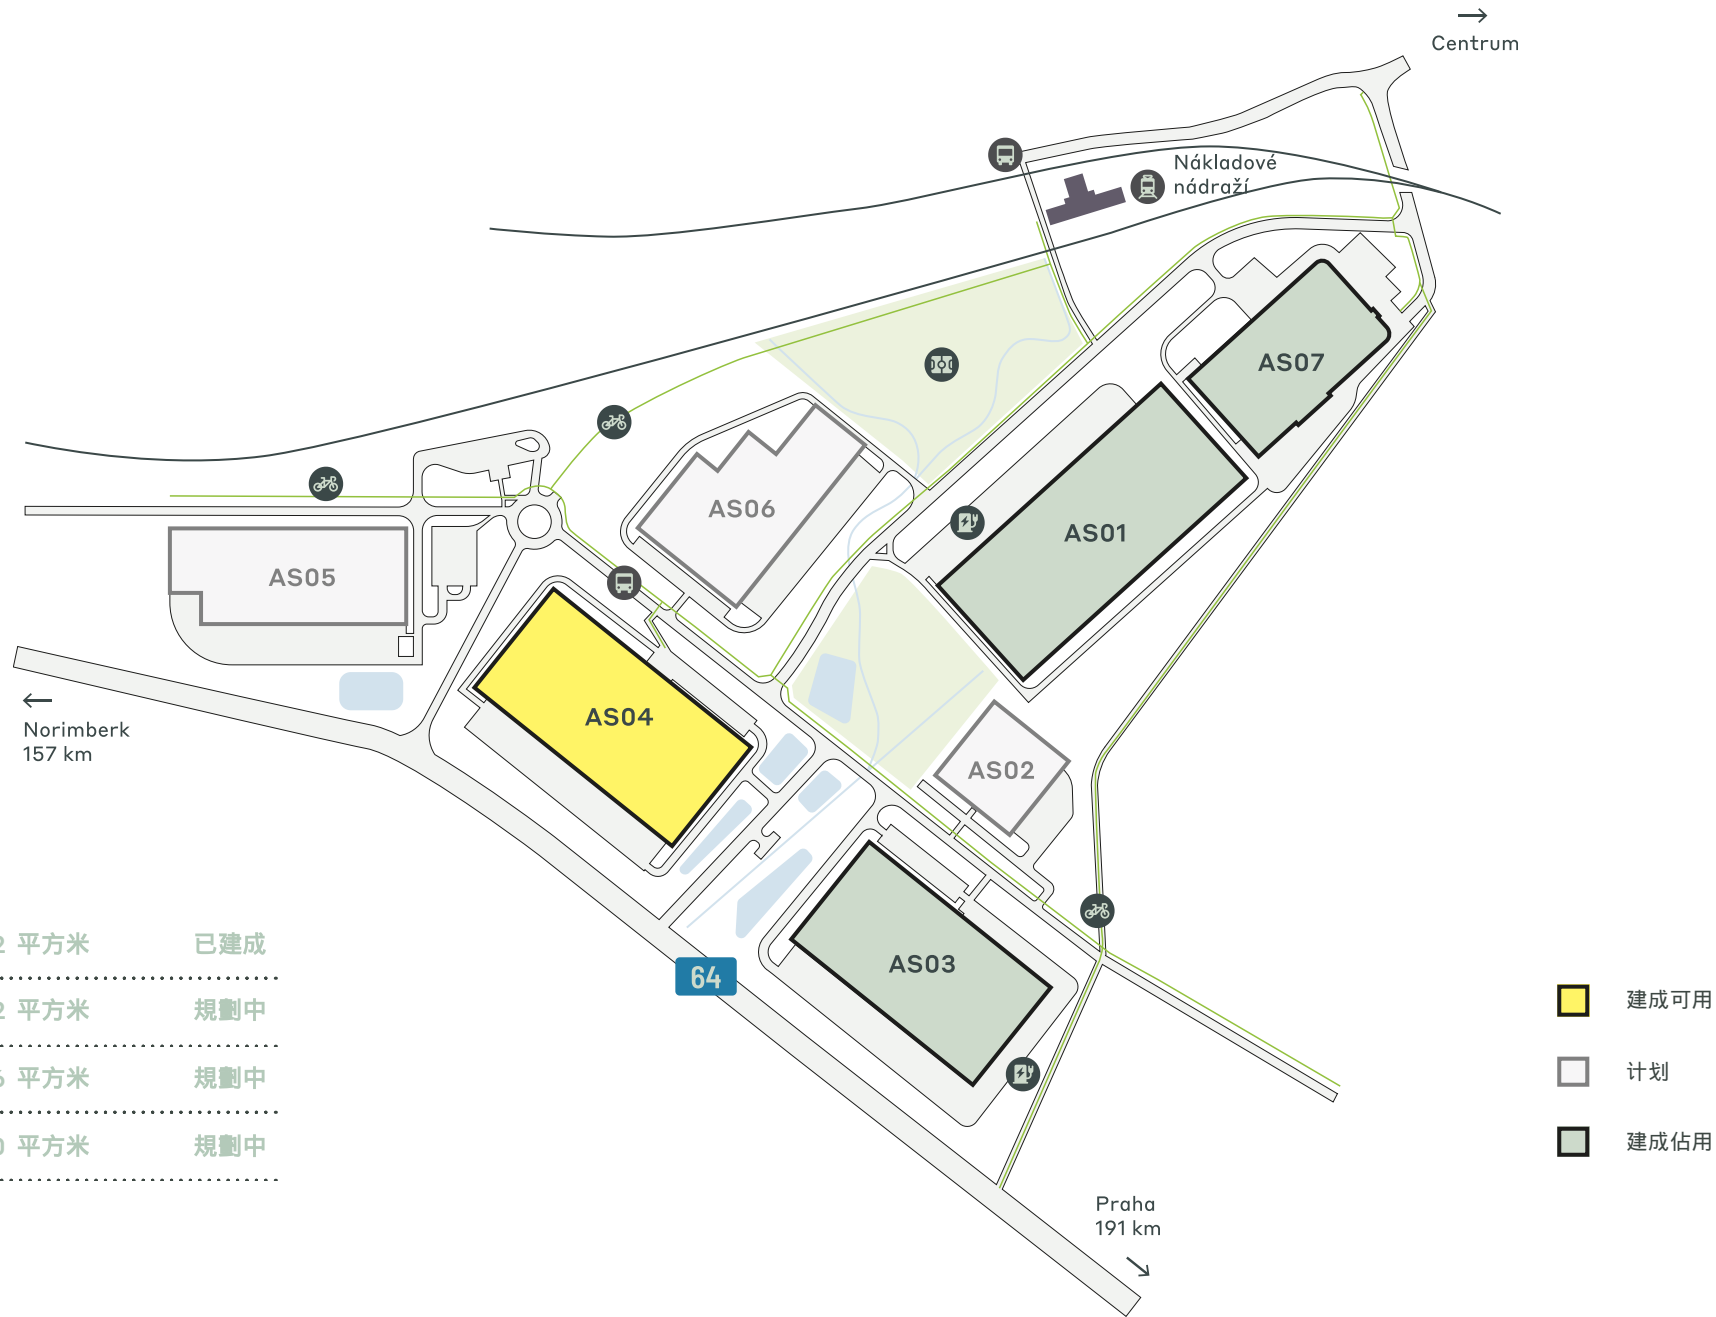 Centrum
Nákladové
nádraží
AS07
AS06
AS01
AS05
AS04
AS02
AS03
Norimberk
157 km
64
Praha
191 km
平方米 已建成
平方米 規劃中
平方米 規劃中
平方米 規劃中
建成可用
计划
建成佔用